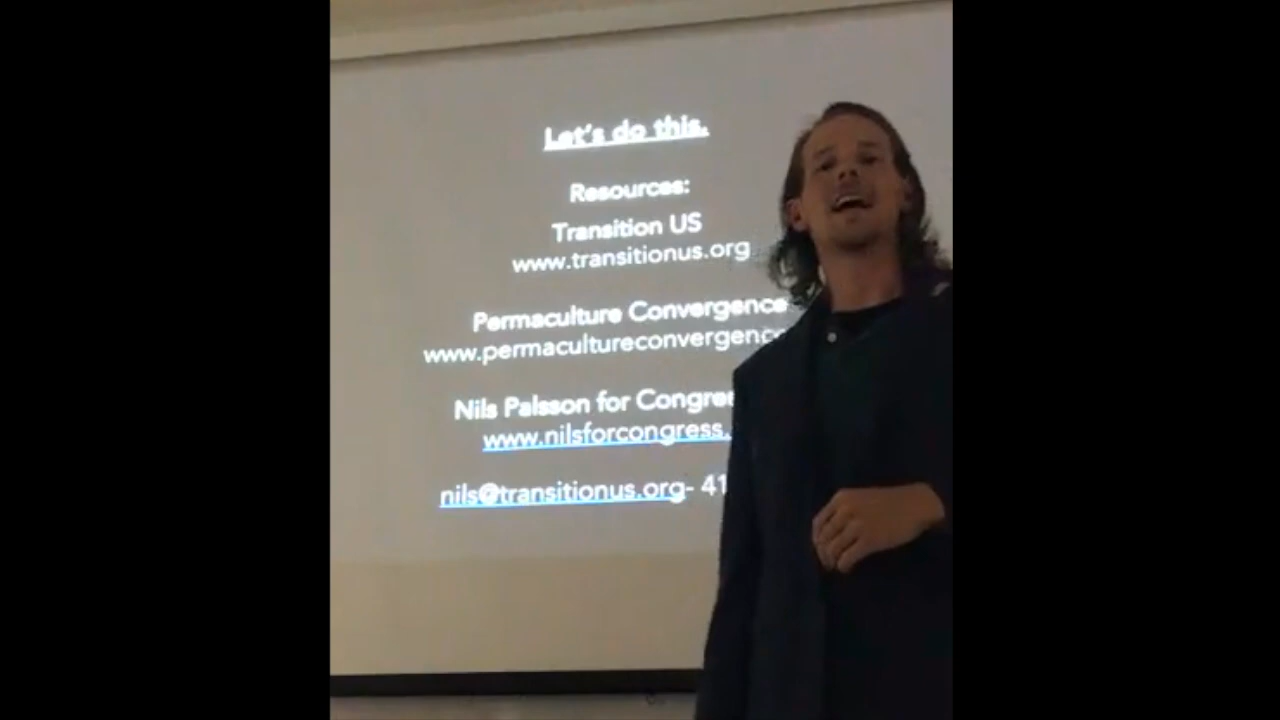 Let's do this.
Resources:
Transition US
www.transitionus.org
Permaculture Convergence
www.permacultureconvergence
Nils Palsson for Congre
www.nilsforcongress.
nils@transitionus.org- 41